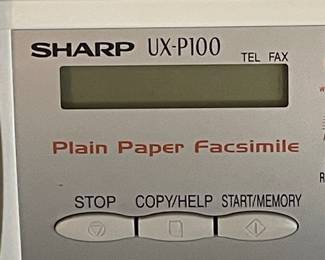 SHARP UX-P100
TEL FAX
Plain Paper Facsimile
STOP COPY/HELP START/MEMORY